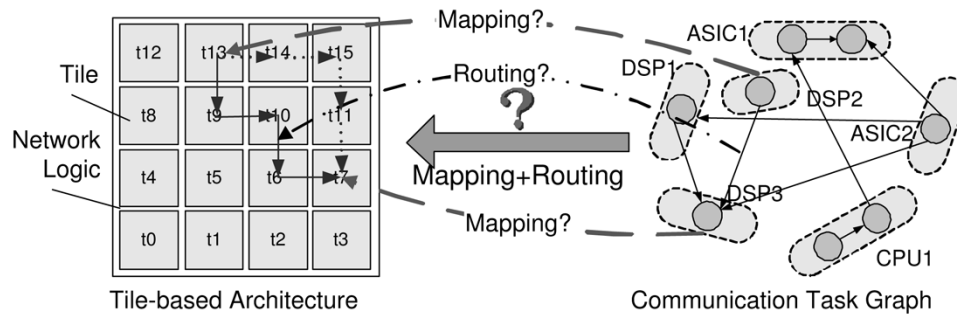 Mapping?
ASIC1
t12 t13 t14 t15
DSP1
Tile
Routing?
DSP2
t8 t9 t10 t11
?
ASIC2
Network
Logic
t4 t5 t6 t7
Mapping+Routing
DSP3
Mapping?
t0 t1 t2 t3
CPU1
Tile-based Architecture
Communication Task Graph